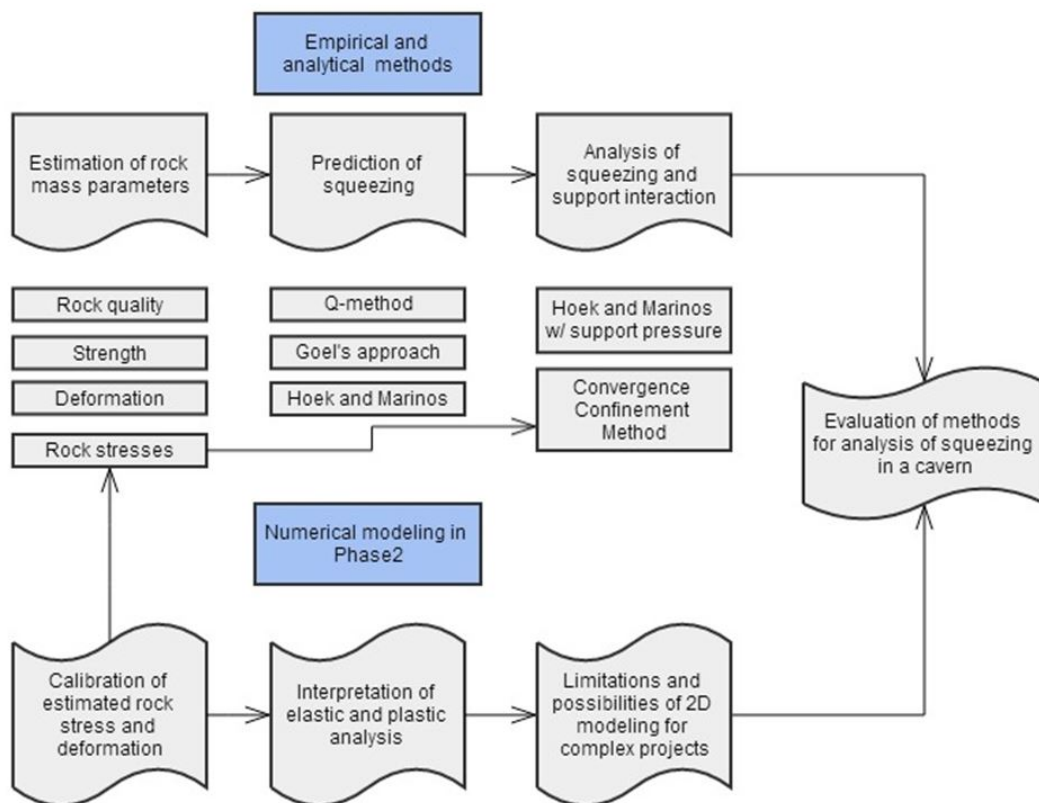 Empirical and
analytical methods
Estimation of rock
mass parameters
Prediction of
squeezing
Analysis of
squeezing and
support interaction
Rock quality
Strength
Deformation
Rock stresses
Q-method
Goel's approach
Hoek and Marinos
Hoek and Marinos
w/ support pressure
Convergence
Confinement
Method
Evaluation of methods
for analysis of squeezing
in a cavern
Numerical modeling in
Phase2
Calibration of
estimated rock
stress and
deformation
Interpretation of
elastic and plastic
analysis
Limitations and
possibilities of 2D
modeling for
complex projects